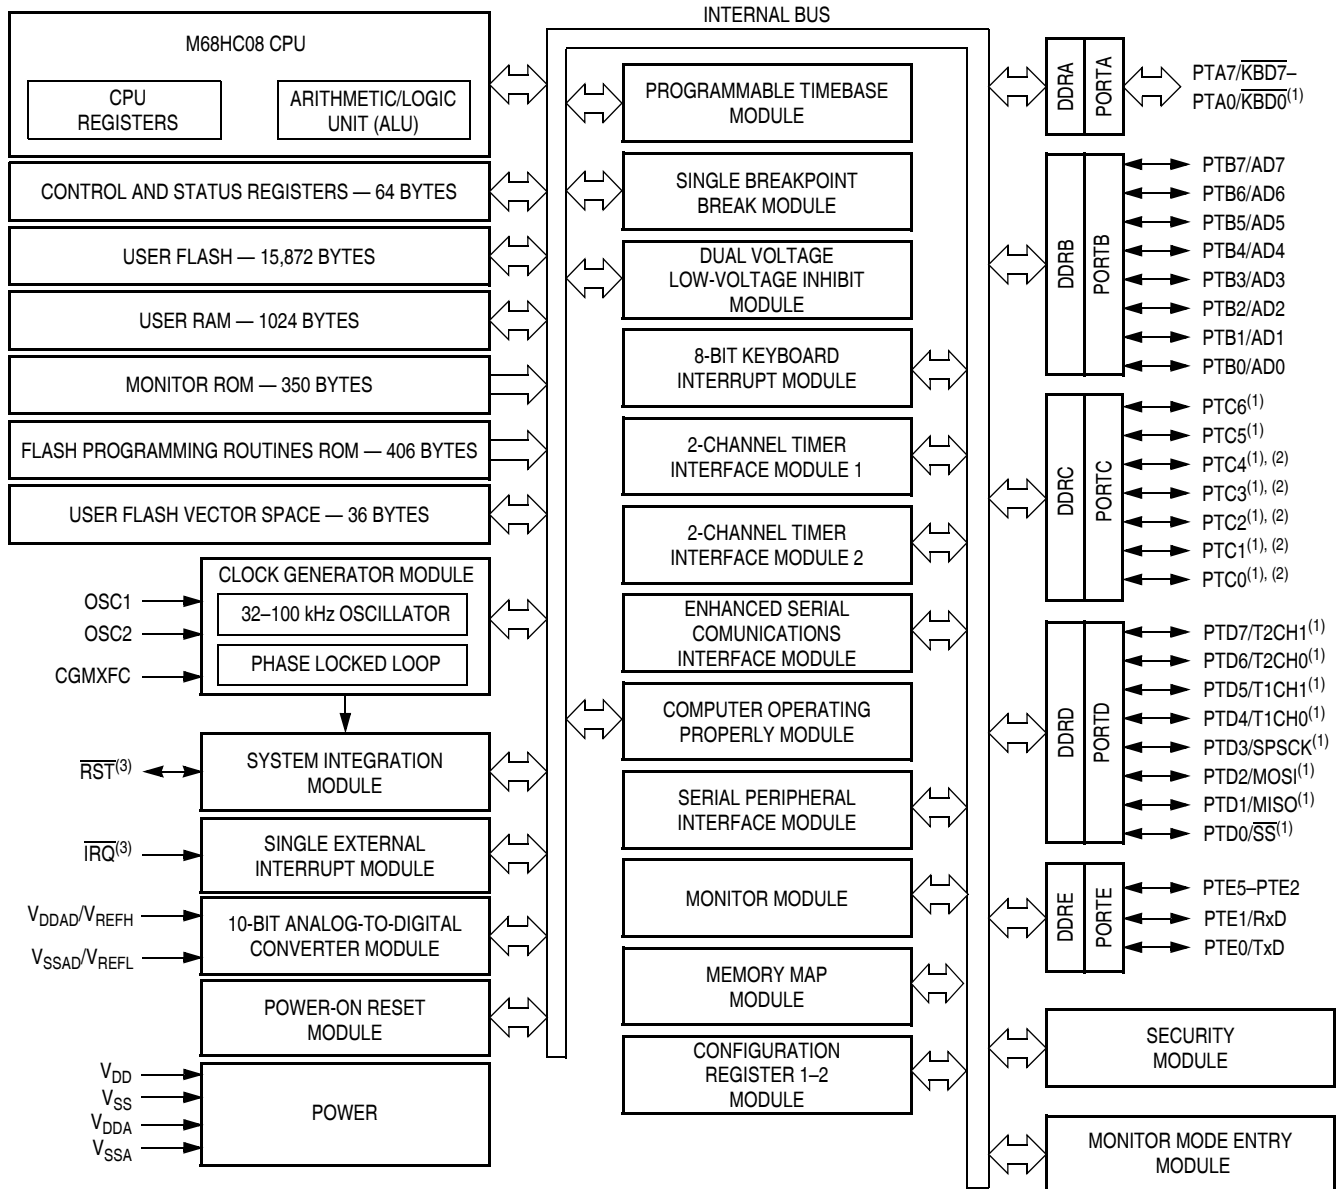 INTERNAL BUS
M68HC08 CPU
CPU
REGISTERS
ARITHMETIC/LOGIC
UNIT (ALU)
CONTROL AND STATUS REGISTERS — 64 BYTES
USER FLASH — 15,872 BYTES
USER RAM — 1024 BYTES
MONITOR ROM — 350 BYTES
FLASH PROGRAMMING ROUTINES ROM — 406 BYTES
USER FLASH VECTOR SPACE — 36 BYTES
CLOCK GENERATOR MODULE
32–100 kHz OSCILLATOR
PHASE LOCKED LOOP
OSC1
OSC2
CGMXFC
SYSTEM INTEGRATION
MODULE
R̅S̅T̅(3)
SINGLE EXTERNAL
INTERRUPT MODULE
I̅R̅Q̅(3)
10-BIT ANALOG-TO-DIGITAL
CONVERTER MODULE
VDDAD/VREFH
VSSAD/VREFL
POWER-ON RESET
MODULE
POWER
VDD
VSS
VDDA
VSSA
PROGRAMMABLE TIMEBASE
MODULE
SINGLE BREAKPOINT
BREAK MODULE
DUAL VOLTAGE
LOW-VOLTAGE INHIBIT
MODULE
8-BIT KEYBOARD
INTERRUPT MODULE
2-CHANNEL TIMER
INTERFACE MODULE 1
2-CHANNEL TIMER
INTERFACE MODULE 2
ENHANCED SERIAL
COMUNICATIONS
INTERFACE MODULE
COMPUTER OPERATING
PROPERLY MODULE
SERIAL PERIPHERAL
INTERFACE MODULE
MONITOR MODULE
MEMORY MAP
MODULE
CONFIGURATION
REGISTER 1–2
MODULE
DDRA
PORTA
PTA7/K̅B̅D̅7̅–
PTA0/K̅B̅D̅0̅(1)
DDRB
PORTB
PTB7/AD7
PTB6/AD6
PTB5/AD5
PTB4/AD4
PTB3/AD3
PTB2/AD2
PTB1/AD1
PTB0/AD0
DDRC
PORTC
PTC6(1)
PTC5(1)
PTC4(1), (2)
PTC3(1), (2)
PTC2(1), (2)
PTC1(1), (2)
PTC0(1), (2)
DDRD
PORTD
PTD7/T2CH1(1)
PTD6/T2CH0(1)
PTD5/T1CH1(1)
PTD4/T1CH0(1)
PTD3/SPSCK(1)
PTD2/MOSI(1)
PTD1/MISO(1)
PTD0/S̅S̅(1)
DDRE
PORTE
PTE5–PTE2
PTE1/RxD
PTE0/TxD
SECURITY
MODULE
MONITOR MODE ENTRY
MODULE